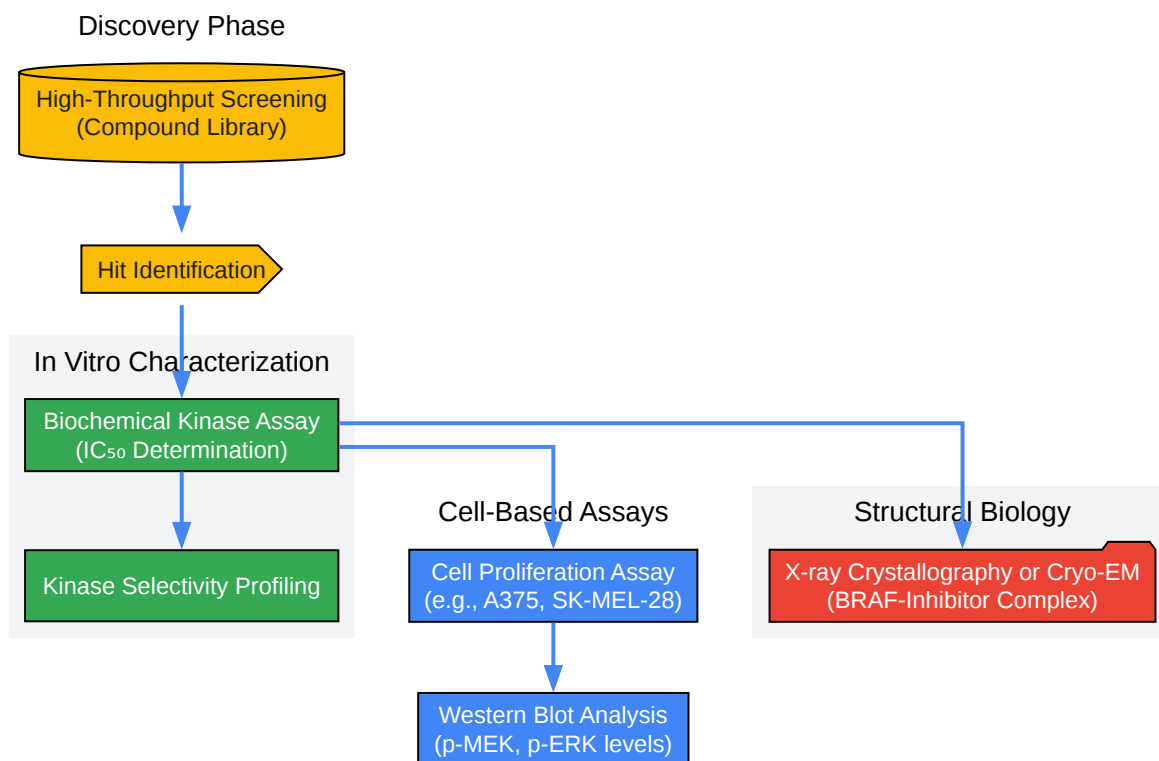 Discovery Phase
High-Throughput Screening
(Compound Library)
Hit Identification
In Vitro Characterization
Biochemical Kinase Assay
(IC₅₀ Determination)
Kinase Selectivity Profiling
Cell-Based Assays
Cell Proliferation Assay
(e.g., A375, SK-MEL-28)
Western Blot Analysis
(p-MEK, p-ERK levels)
Structural Biology
X-ray Crystallography or Cryo-EM
(BRAF-Inhibitor Complex)